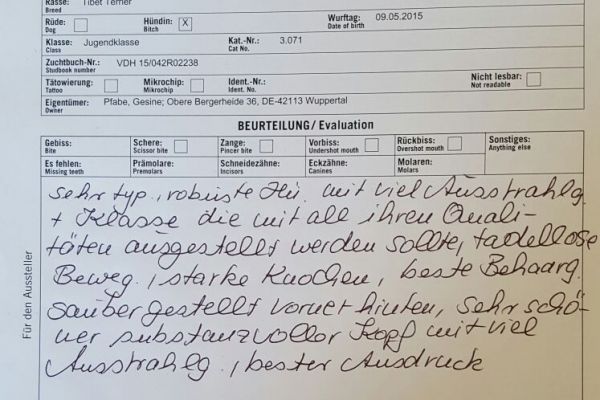 Rasse: Tibet Terrier
Breed
Rüde: Hündin: X Wurftag: 09.05.2015
Dog Bitch Date of birth
Klasse: Jugendklasse Kat.-Nr.: 3.071
Class Cat No.
Zuchtbuch-Nr.: VDH 15/042R02238
Studbook number
Tätowierung: Mikrochip: Ident.-Nr.: Nicht lesbar:
Tattoo Mikrochip Ident. No. Not readable
Eigentümer: Pfabe, Gesine; Obere Bergerheide 36, DE-42113 Wuppertal
Owner
BEURTEILUNG / Evaluation
Gebiss: Schere: Zange: Vorbiss: Rückbiss: Sonstiges:
Bite Scissor bite Pincer bite Undershot mouth Overshot mouth Anything else
Es fehlen: Prämolare: Schneidezähne: Eckzähne: Molaren:
Missing teeth Premolars Incisors Canines Molars
sehr typ., robuste Hü. mit viel Ausstrahlg.
+ Klasse die mit all ihren Quali-
täten ausgestellt werden sollte, tadellose
Beweg., starke Knochen, beste Behaarg.
sauber gestellt vorne + hinten, sehr schö-
ner substanzvoller Kopf mit viel
Ausstrahlg., bester Ausdruck
Für den Aussteller